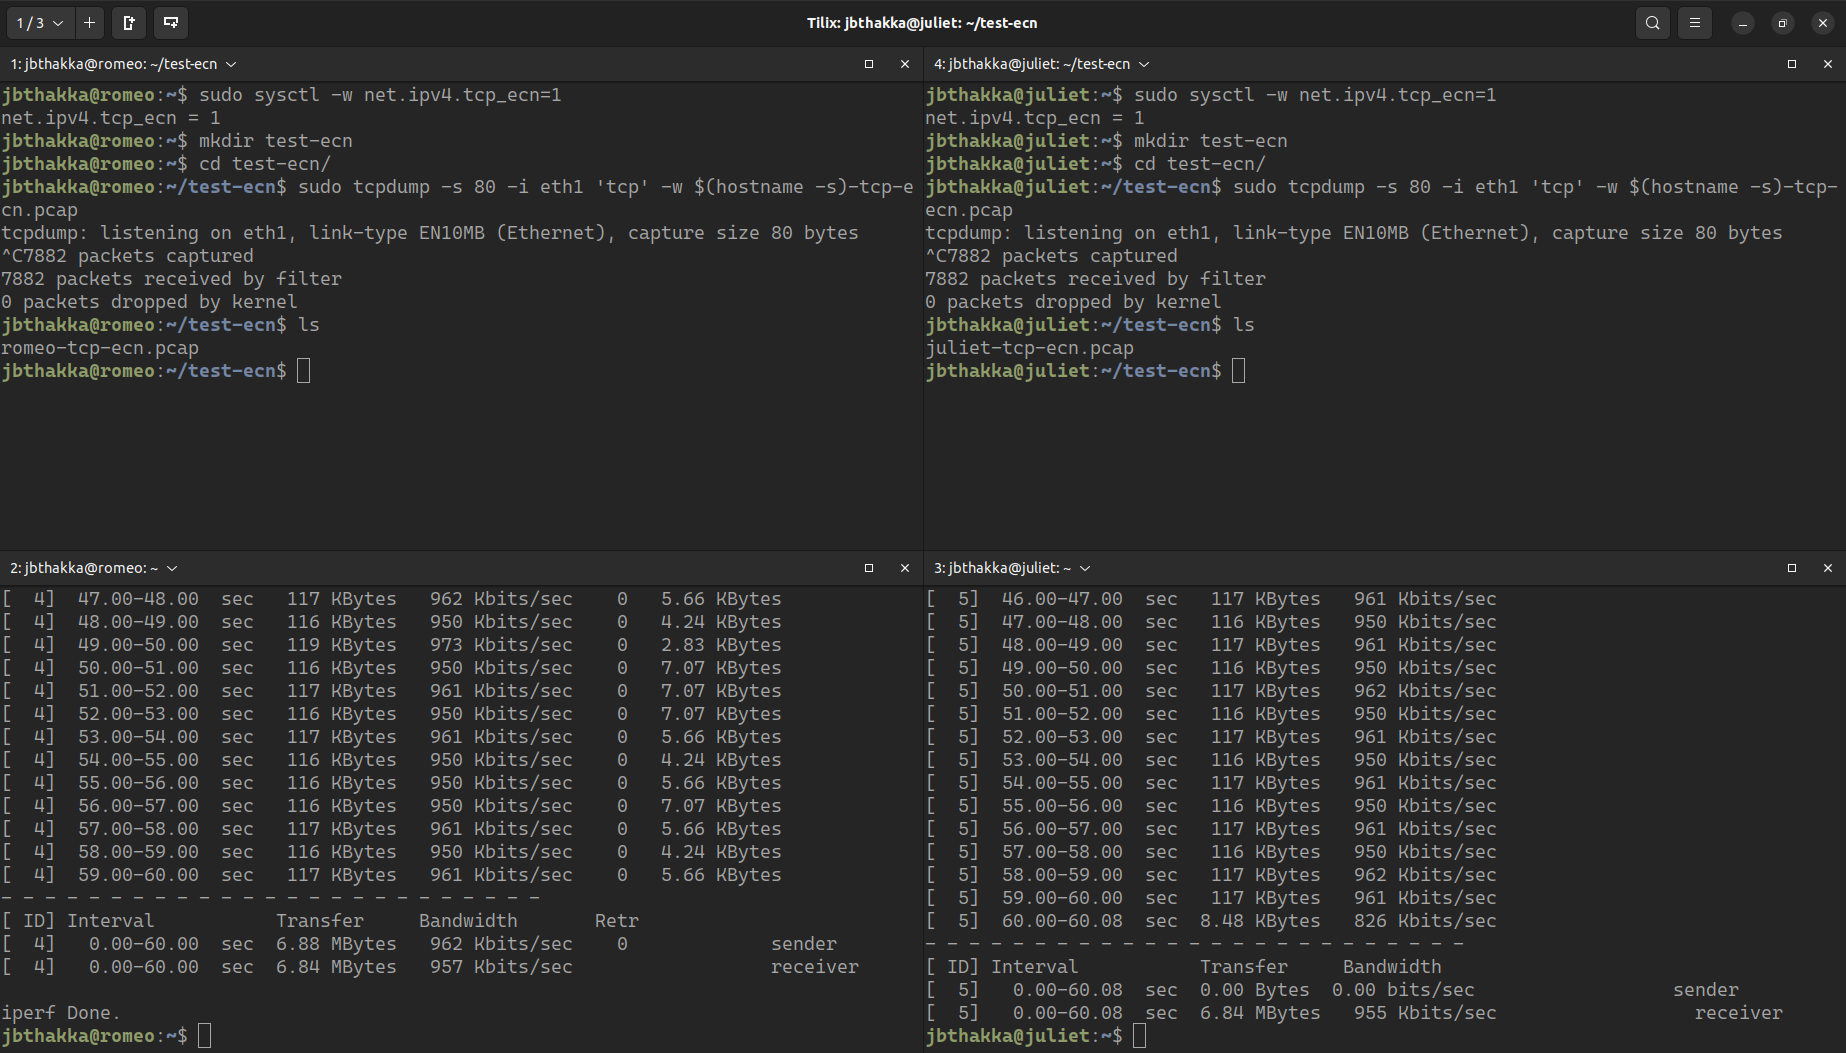 1 / 3
Tilix: jbthakka@juliet: ~/test-ecn
1: jbthakka@romeo: ~/test-ecn
jbthakka@romeo:~$ sudo sysctl -w net.ipv4.tcp_ecn=1
net.ipv4.tcp_ecn = 1
jbthakka@romeo:~$ mkdir test-ecn
jbthakka@romeo:~$ cd test-ecn/
jbthakka@romeo:~/test-ecn$ sudo tcpdump -s 80 -i eth1 'tcp' -w $(hostname -s)-tcp-e
cn.pcap
tcpdump: listening on eth1, link-type EN10MB (Ethernet), capture size 80 bytes
^C7882 packets captured
7882 packets received by filter
0 packets dropped by kernel
jbthakka@romeo:~/test-ecn$ ls
romeo-tcp-ecn.pcap
jbthakka@romeo:~/test-ecn$
4: jbthakka@juliet: ~/test-ecn
jbthakka@juliet:~$ sudo sysctl -w net.ipv4.tcp_ecn=1
net.ipv4.tcp_ecn = 1
jbthakka@juliet:~$ mkdir test-ecn
jbthakka@juliet:~$ cd test-ecn/
jbthakka@juliet:~/test-ecn$ sudo tcpdump -s 80 -i eth1 'tcp' -w $(hostname -s)-tcp-
ecn.pcap
tcpdump: listening on eth1, link-type EN10MB (Ethernet), capture size 80 bytes
^C7882 packets captured
7882 packets received by filter
0 packets dropped by kernel
jbthakka@juliet:~/test-ecn$ ls
juliet-tcp-ecn.pcap
jbthakka@juliet:~/test-ecn$
2: jbthakka@romeo: ~
[  4]  47.00-48.00  sec   117 KBytes   962 Kbits/sec    0   5.66 KBytes
[  4]  48.00-49.00  sec   116 KBytes   950 Kbits/sec    0   4.24 KBytes
[  4]  49.00-50.00  sec   119 KBytes   973 Kbits/sec    0   2.83 KBytes
[  4]  50.00-51.00  sec   116 KBytes   950 Kbits/sec    0   7.07 KBytes
[  4]  51.00-52.00  sec   117 KBytes   961 Kbits/sec    0   7.07 KBytes
[  4]  52.00-53.00  sec   116 KBytes   950 Kbits/sec    0   7.07 KBytes
[  4]  53.00-54.00  sec   117 KBytes   961 Kbits/sec    0   5.66 KBytes
[  4]  54.00-55.00  sec   116 KBytes   950 Kbits/sec    0   4.24 KBytes
[  4]  55.00-56.00  sec   116 KBytes   950 Kbits/sec    0   5.66 KBytes
[  4]  56.00-57.00  sec   116 KBytes   950 Kbits/sec    0   7.07 KBytes
[  4]  57.00-58.00  sec   117 KBytes   961 Kbits/sec    0   5.66 KBytes
[  4]  58.00-59.00  sec   116 KBytes   950 Kbits/sec    0   4.24 KBytes
[  4]  59.00-60.00  sec   117 KBytes   961 Kbits/sec    0   5.66 KBytes
- - - - - - - - - - - - - - - - - - - - - - - - -
[ ID] Interval           Transfer     Bandwidth       Retr
[  4]   0.00-60.00  sec  6.88 MBytes   962 Kbits/sec    0             sender
[  4]   0.00-60.00  sec  6.84 MBytes   957 Kbits/sec                  receiver
iperf Done.
jbthakka@romeo:~$
3: jbthakka@juliet: ~
[  5]  46.00-47.00  sec   117 KBytes   961 Kbits/sec
[  5]  47.00-48.00  sec   116 KBytes   950 Kbits/sec
[  5]  48.00-49.00  sec   117 KBytes   961 Kbits/sec
[  5]  49.00-50.00  sec   116 KBytes   950 Kbits/sec
[  5]  50.00-51.00  sec   117 KBytes   962 Kbits/sec
[  5]  51.00-52.00  sec   116 KBytes   950 Kbits/sec
[  5]  52.00-53.00  sec   117 KBytes   961 Kbits/sec
[  5]  53.00-54.00  sec   116 KBytes   950 Kbits/sec
[  5]  54.00-55.00  sec   117 KBytes   961 Kbits/sec
[  5]  55.00-56.00  sec   116 KBytes   950 Kbits/sec
[  5]  56.00-57.00  sec   117 KBytes   961 Kbits/sec
[  5]  57.00-58.00  sec   116 KBytes   950 Kbits/sec
[  5]  58.00-59.00  sec   117 KBytes   962 Kbits/sec
[  5]  59.00-60.00  sec   117 KBytes   961 Kbits/sec
[  5]  60.00-60.08  sec  8.48 KBytes   826 Kbits/sec
- - - - - - - - - - - - - - - - - - - - - - - - -
[ ID] Interval           Transfer     Bandwidth
[  5]   0.00-60.08  sec  0.00 Bytes  0.00 bits/sec                  sender
[  5]   0.00-60.08  sec  6.84 MBytes   955 Kbits/sec                  receiver
jbthakka@juliet:~$